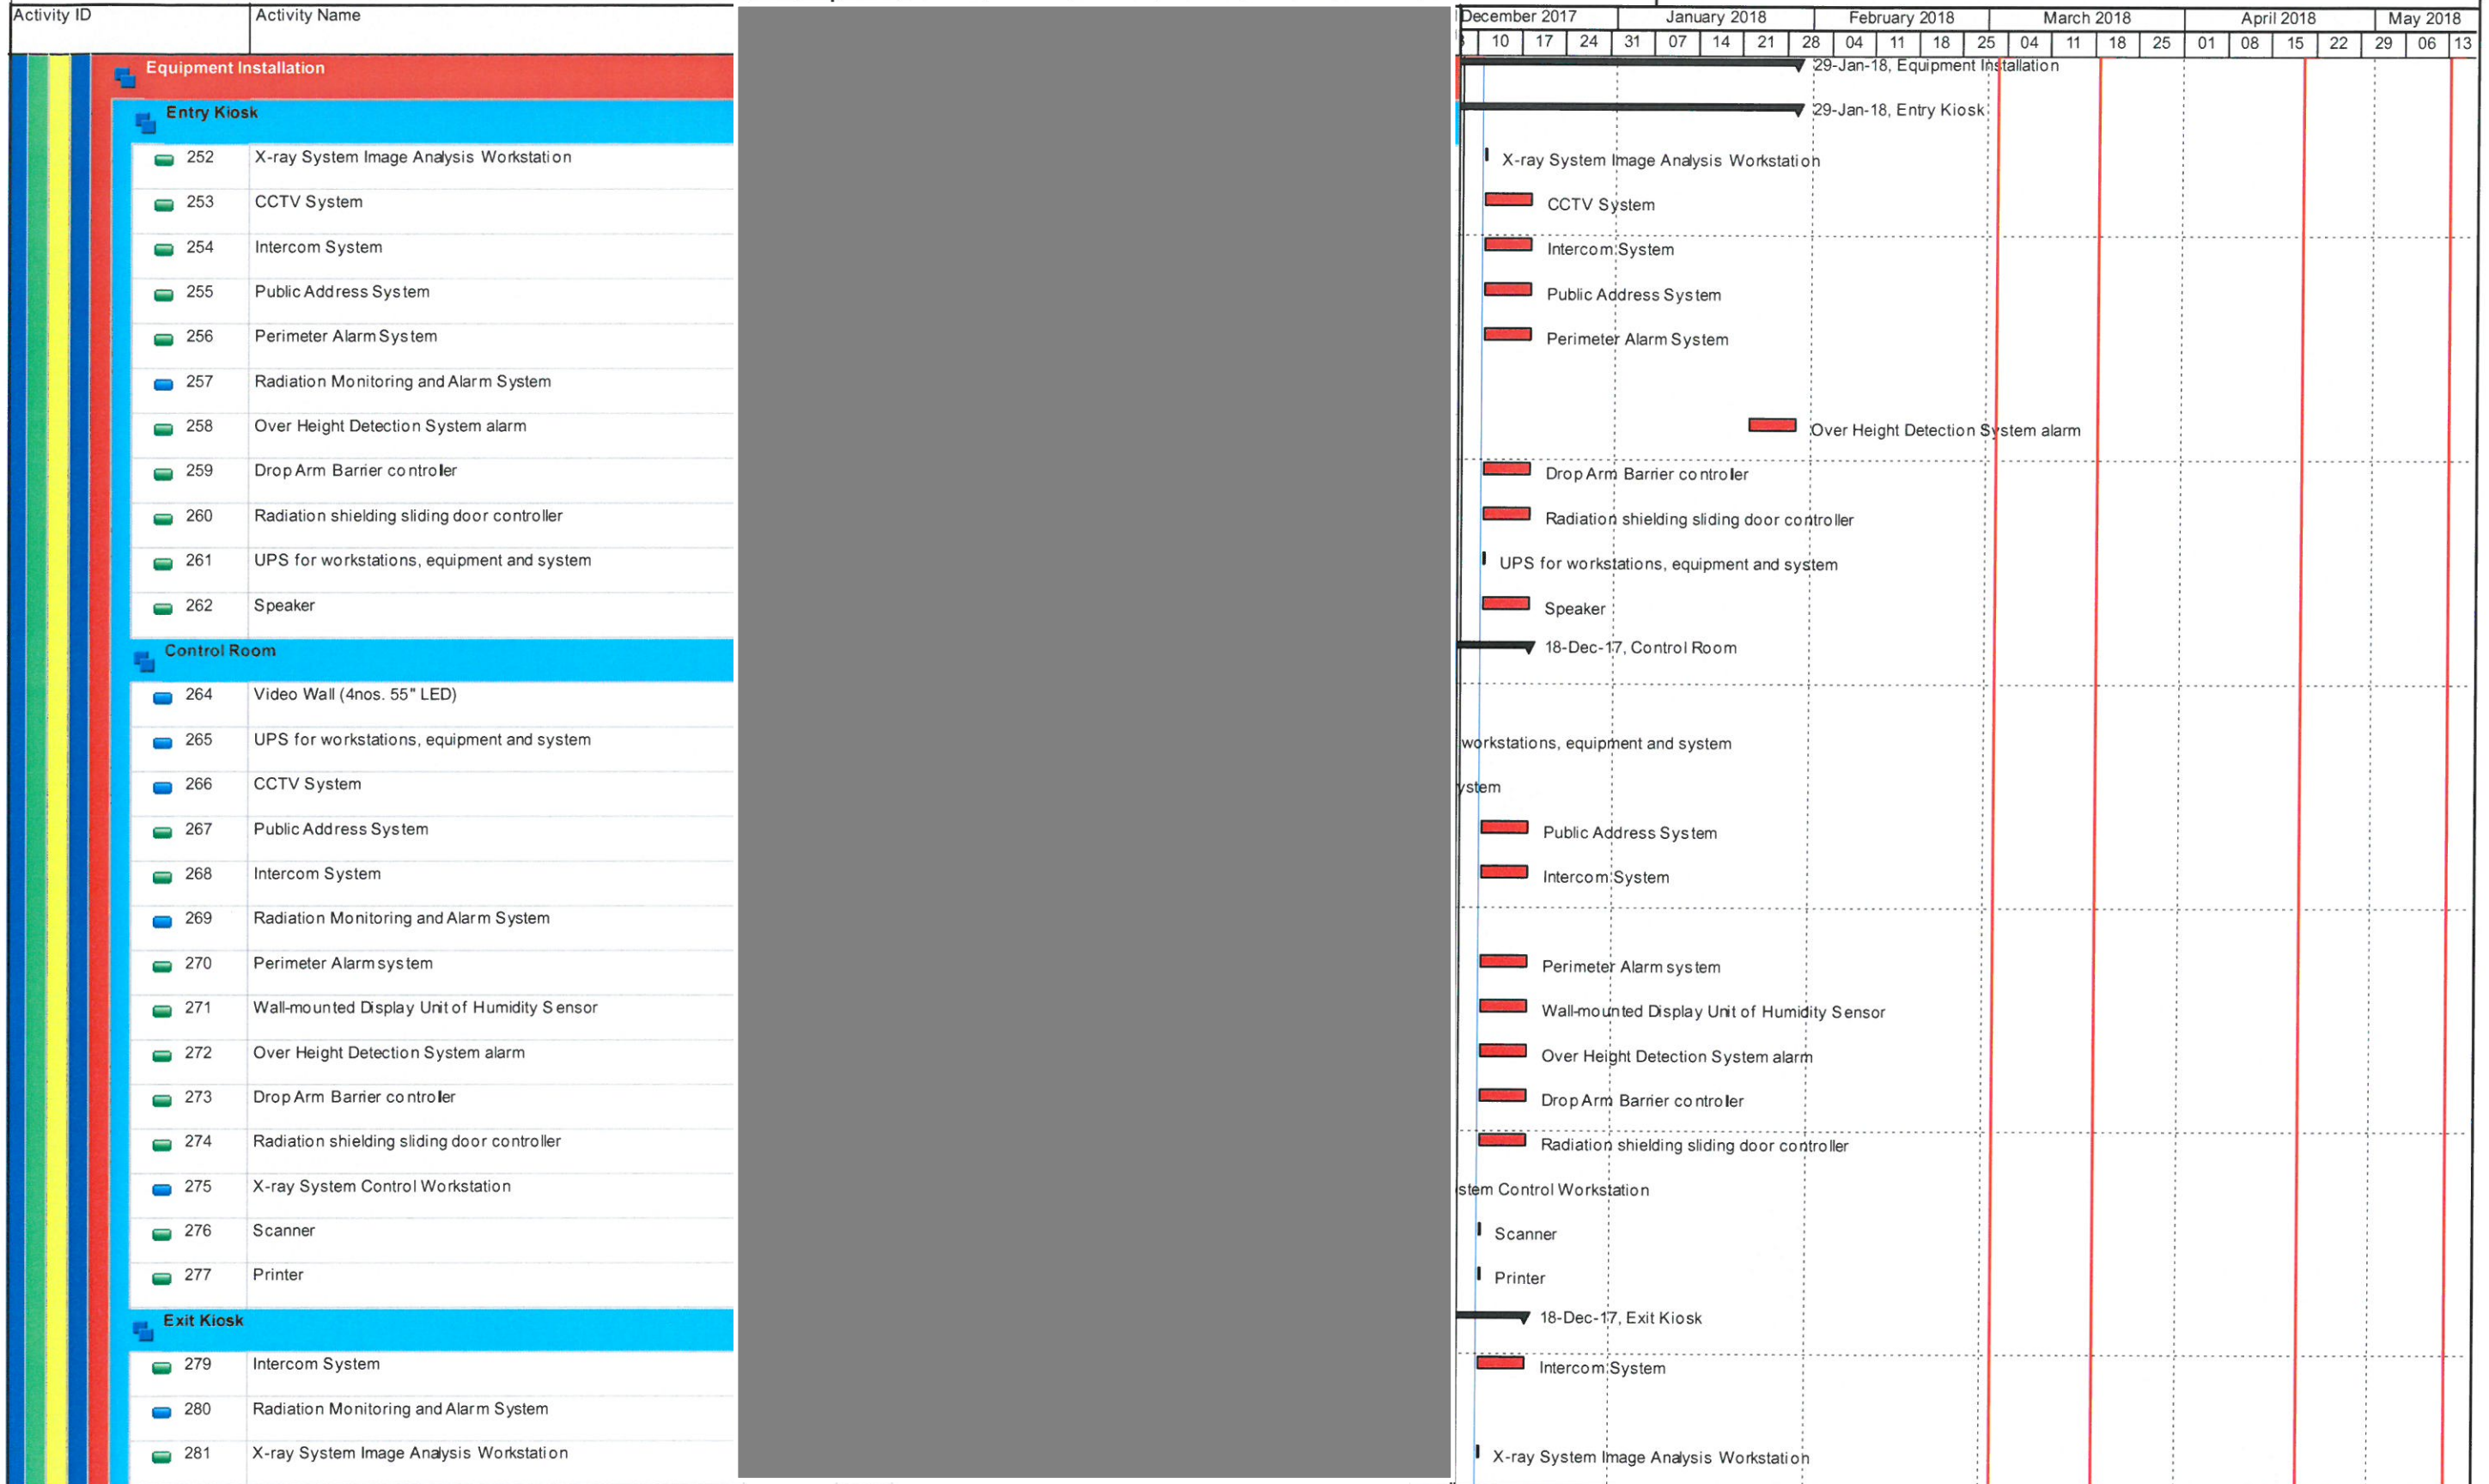 Activity ID Activity Name December 2017 January 2018 February 2018 March 2018 April 2018 May 2018
10 17 24 31 07 14 21 28 04 11 18 25 04 11 18 25 01 08 15 22 29 06 13
Equipment Installation 29-Jan-18, Equipment Installation
Entry Kiosk 29-Jan-18, Entry Kiosk
252 X-ray System Image Analysis Workstation X-ray System Image Analysis Workstation
253 CCTV System CCTV System
254 Intercom System Intercom System
255 Public Address System Public Address System
256 Perimeter Alarm System Perimeter Alarm System
257 Radiation Monitoring and Alarm System
258 Over Height Detection System alarm Over Height Detection System alarm
259 Drop Arm Barrier controller Drop Arm Barrier controller
260 Radiation shielding sliding door controller Radiation shielding sliding door controller
261 UPS for workstations, equipment and system UPS for workstations, equipment and system
262 Speaker Speaker
Control Room 18-Dec-17, Control Room
264 Video Wall (4nos. 55" LED)
265 UPS for workstations, equipment and system workstations, equipment and system
266 CCTV System ystem
267 Public Address System Public Address System
268 Intercom System Intercom System
269 Radiation Monitoring and Alarm System
270 Perimeter Alarm system Perimeter Alarm system
271 Wall-mounted Display Unit of Humidity Sensor Wall-mounted Display Unit of Humidity Sensor
272 Over Height Detection System alarm Over Height Detection System alarm
273 Drop Arm Barrier controller Drop Arm Barrier controller
274 Radiation shielding sliding door controller Radiation shielding sliding door controller
275 X-ray System Control Workstation stem Control Workstation
276 Scanner Scanner
277 Printer Printer
Exit Kiosk 18-Dec-17, Exit Kiosk
279 Intercom System Intercom System
280 Radiation Monitoring and Alarm System
281 X-ray System Image Analysis Workstation X-ray System Image Analysis Workstation